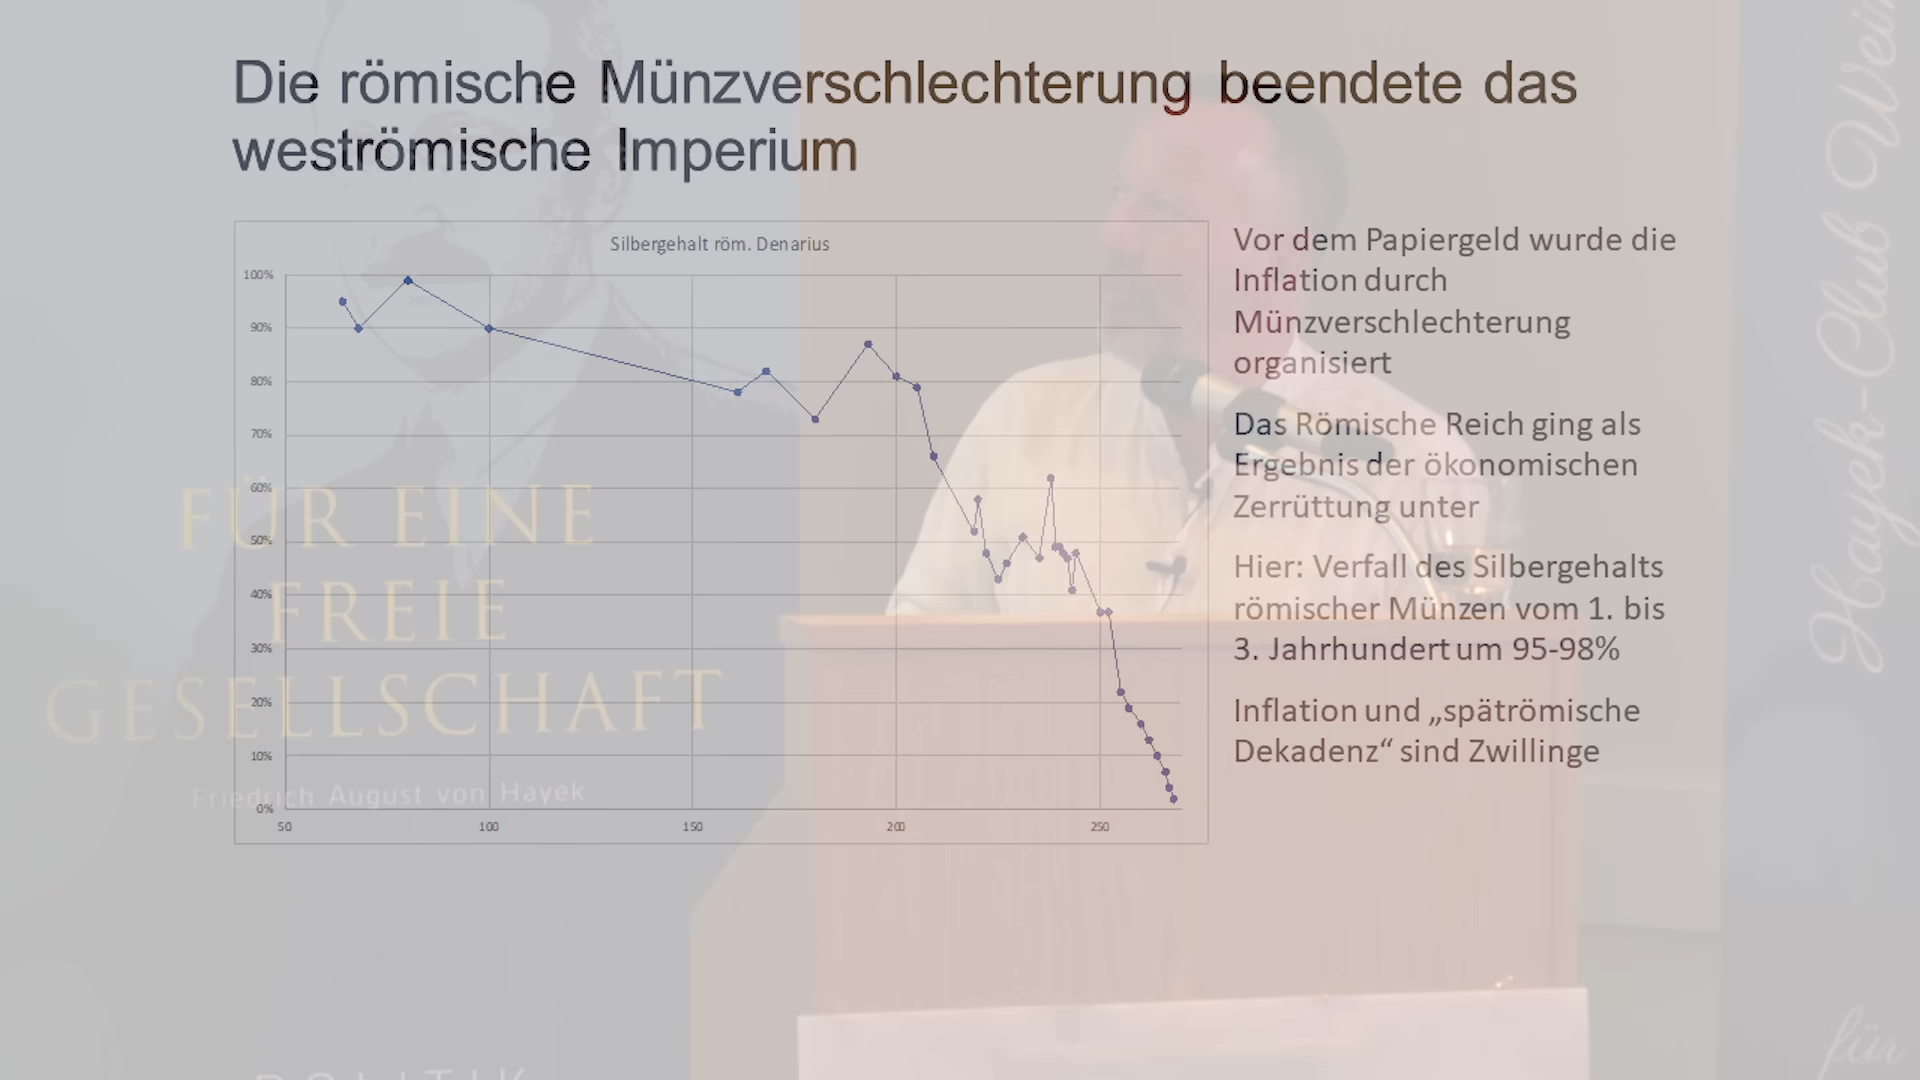 Die römische Münzverschlechterung beendete das
weströmische Imperium
Silbergehalt röm. Denarius
100%
90%
80%
70%
60%
50%
40%
30%
20%
10%
0%
50 100 150 200 250
Vor dem Papiergeld wurde die
Inflation durch
Münzverschlechterung
organisiert
Das Römische Reich ging als
Ergebnis der ökonomischen
Zerrüttung unter
Hier: Verfall des Silbergehalts
römischer Münzen vom 1. bis
3. Jahrhundert um 95-98%
Inflation und „spätrömische
Dekadenz“ sind Zwillinge
FÜR EINE
FREIE
GESELLSCHAFT
Friedrich August von Hayek
Hayek-Club
für